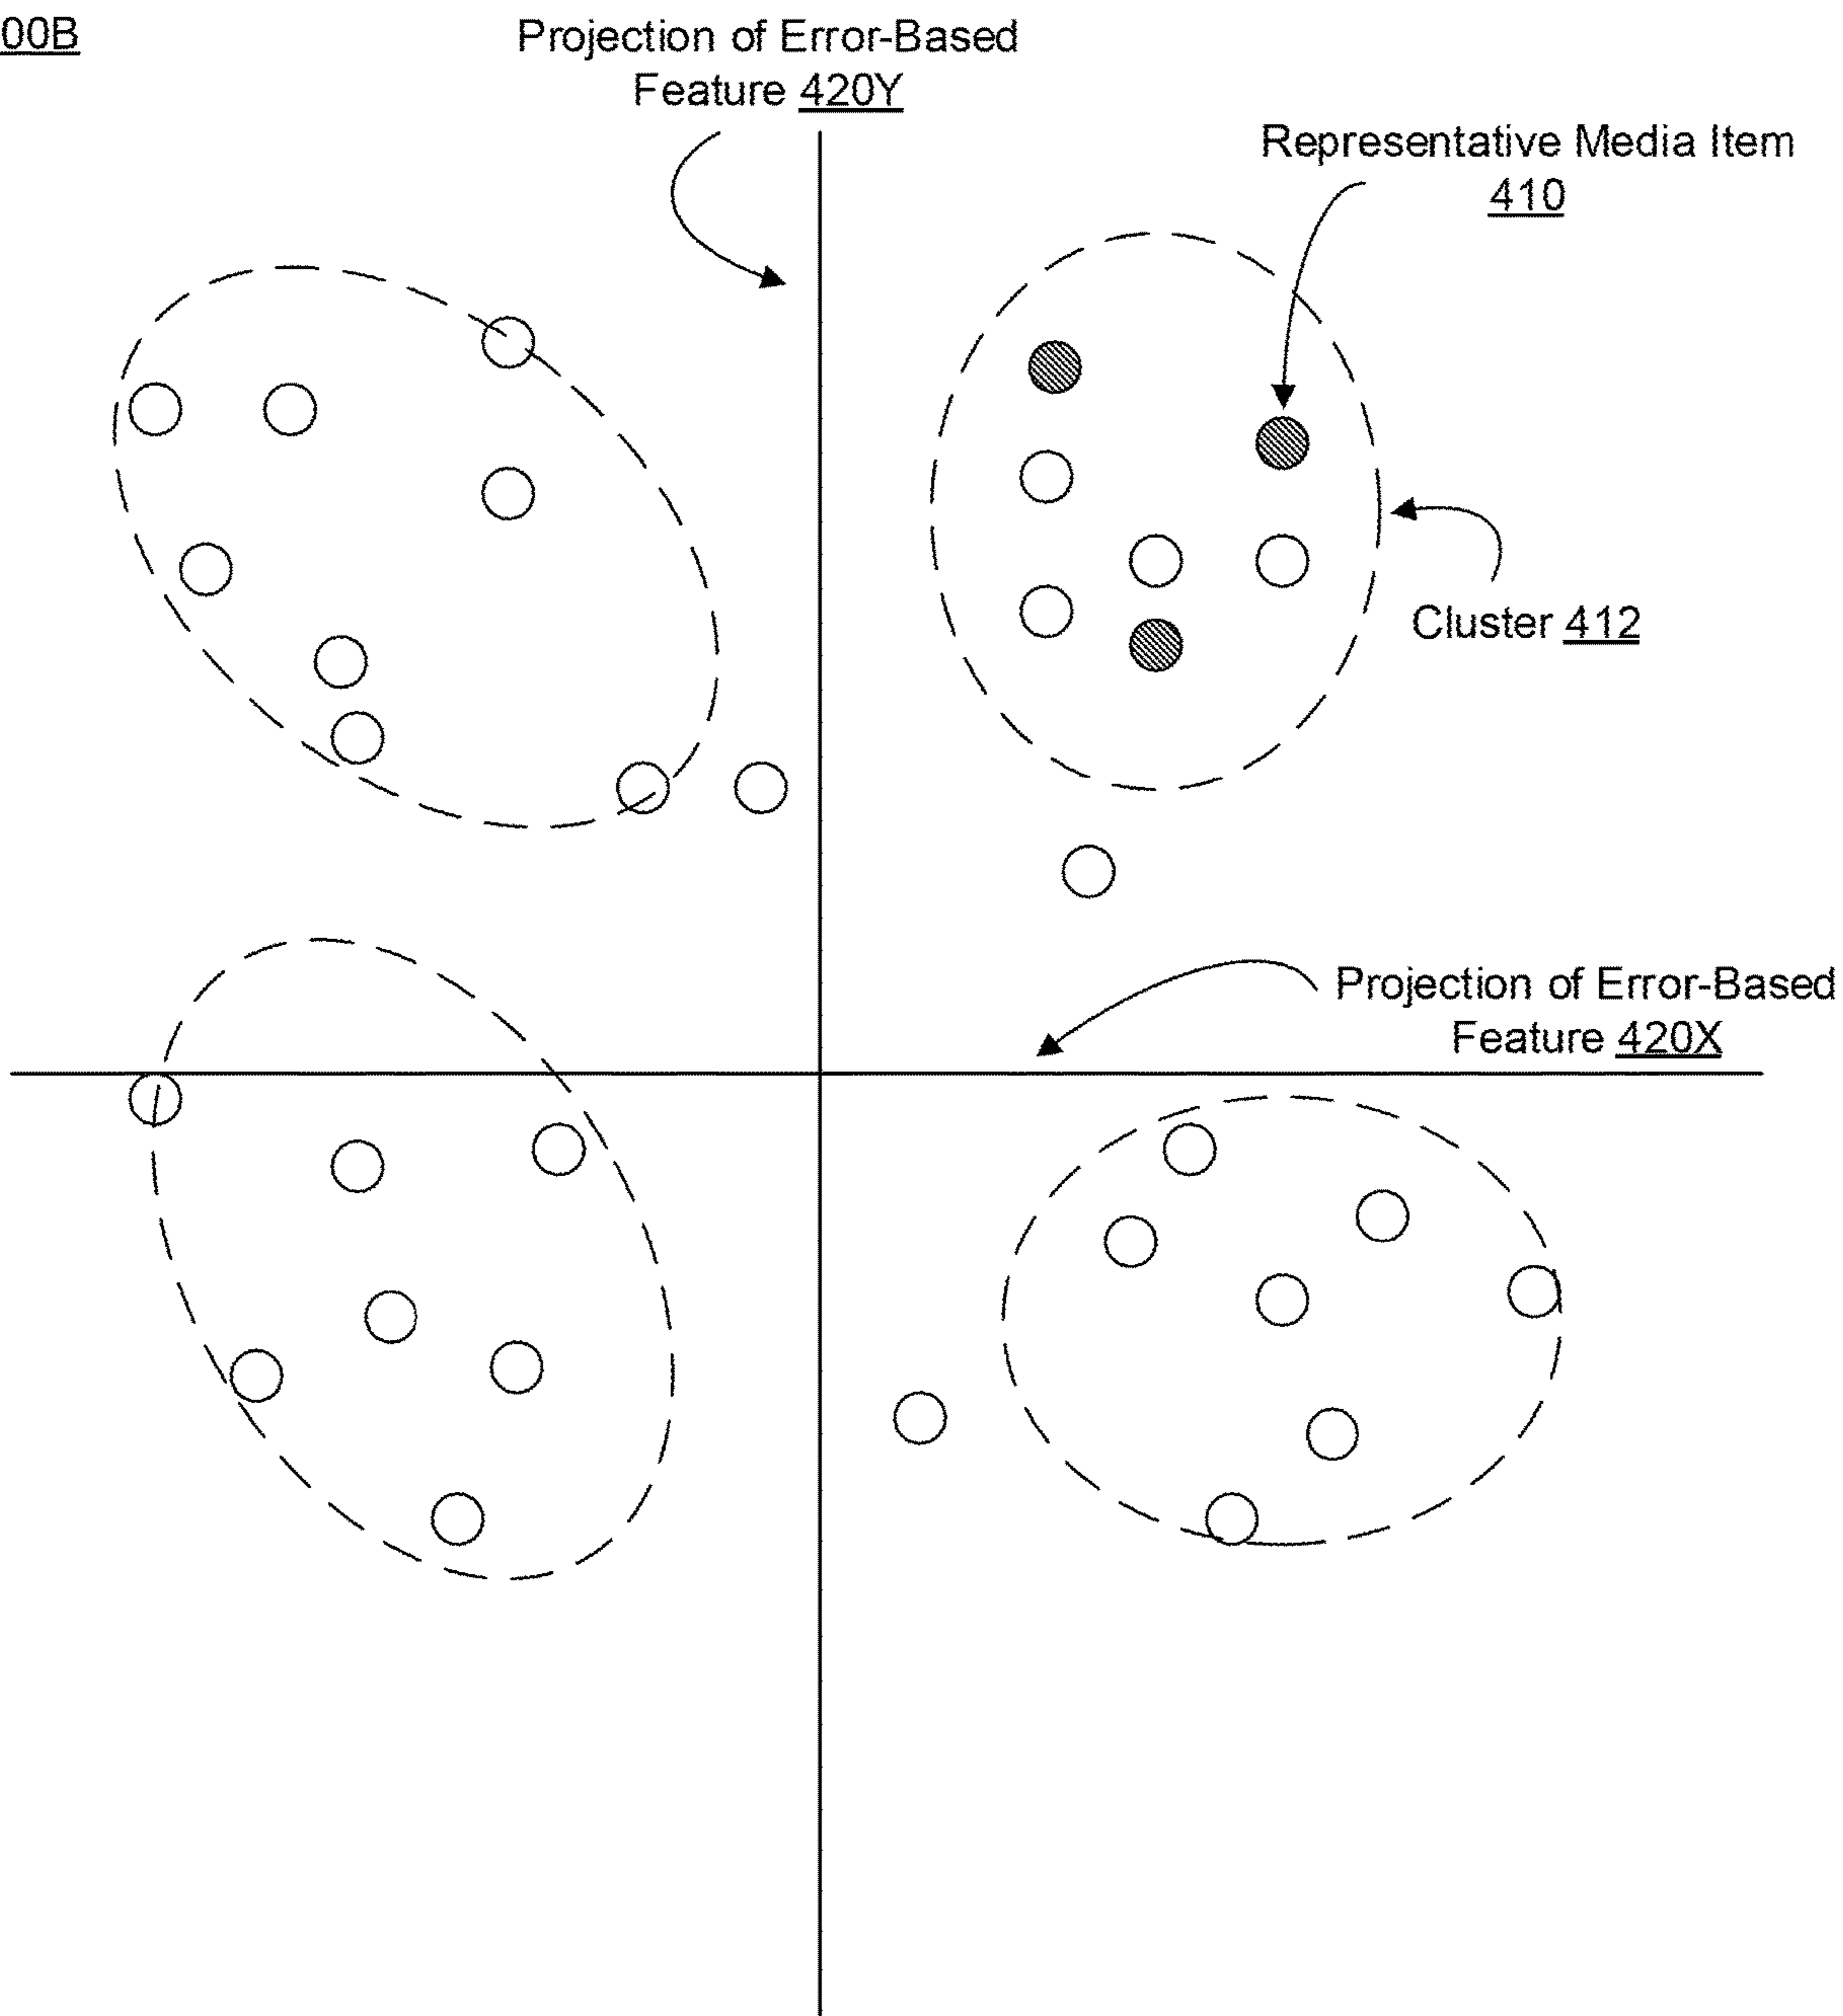 00B
Projection of Error-Based
Feature 420Y
Representative Media Item
410
Cluster 412
Projection of Error-Based
Feature 420X